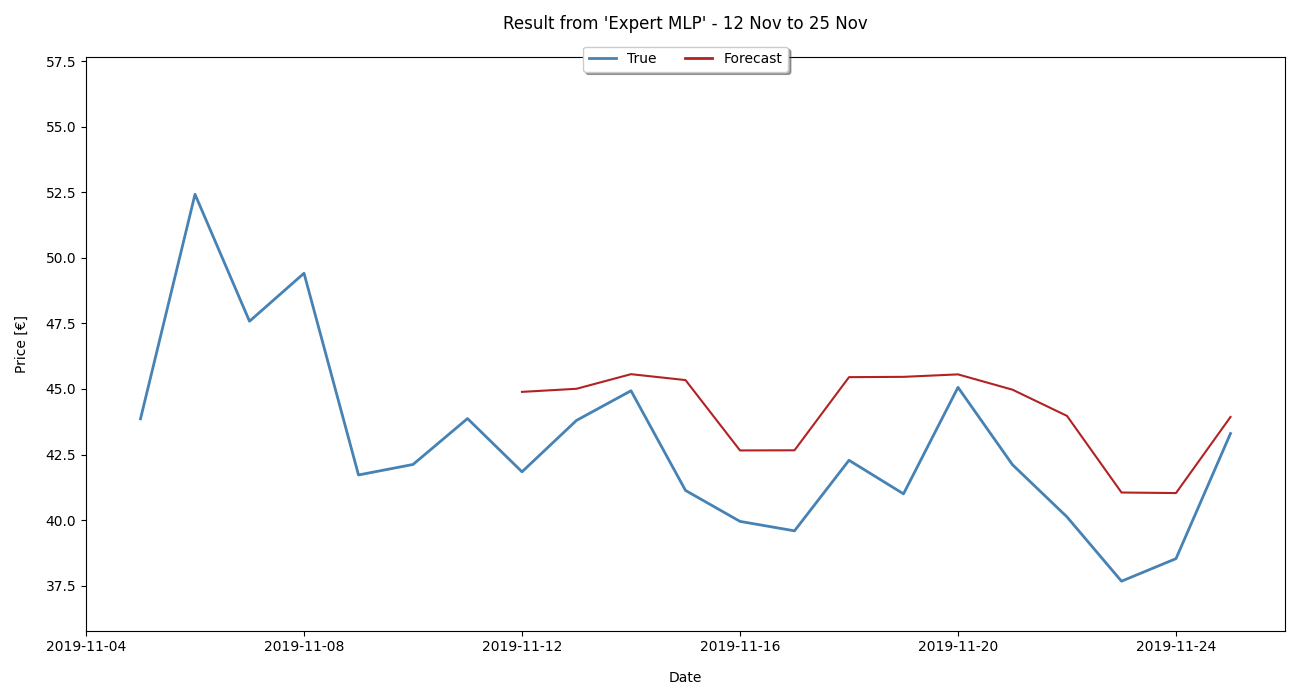 Result from 'Expert MLP' - 12 Nov to 25 Nov
True Forecast
57.5
55.0
52.5
50.0
47.5
45.0
42.5
40.0
37.5
Price [€]
2019-11-04 2019-11-08 2019-11-12 2019-11-16 2019-11-20 2019-11-24
Date